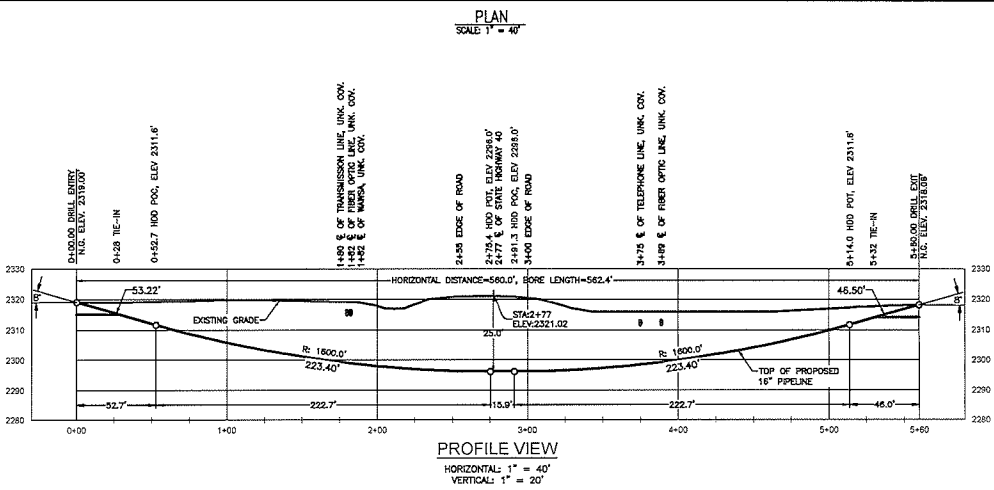 PLAN
SCALE: 1" = 40'
0+00.00 DRILL ENTRY
N.G. ELEV. 2319.00'
0+28 TIE-IN
0+52.7 HDD POC, ELEV 2311.6'
1+80 ℄ OF TRANSMISSION LINE, UNK. COV.
1+82 ℄ OF FIBER OPTIC LINE, UNK. COV.
1+82 ℄ OF WAWSA, UNK. COV.
2+55 EDGE OF ROAD
2+75.4 HDD POT, ELEV 2296.0'
2+77 ℄ OF STATE HIGHWAY 40
2+91.3 HDD POC, ELEV 2296.0'
3+00 EDGE OF ROAD
3+75 ℄ OF TELEPHONE LINE, UNK. COV.
3+89 ℄ OF FIBER OPTIC LINE, UNK. COV.
5+14.0 HDD POT, ELEV 2311.6'
5+32 TIE-IN
5+60.00 DRILL EXIT
N.G. ELEV. 2318.06'
2330
2320
2310
2300
2290
2280
8°
53.22'
HORIZONTAL DISTANCE=560.0', BORE LENGTH=562.4'
46.50'
8°
EXISTING GRADE
STA:2+77
ELEV:2321.02
25.0'
R: 1600.0'
223.40'
R: 1600.0'
223.40'
TOP OF PROPOSED
16" PIPELINE
52.7'
222.7'
15.9'
222.7'
46.0'
2330
2320
2310
2300
2290
2280
0+00
1+00
2+00
3+00
4+00
5+00
5+60
PROFILE VIEW
HORIZONTAL: 1" = 40'
VERTICAL: 1" = 20'